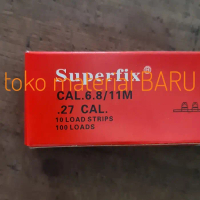 Superfix®
toko material BARU
CAL.6.8/11M
.27 CAL.
10 LOAD STRIPS
100 LOADS